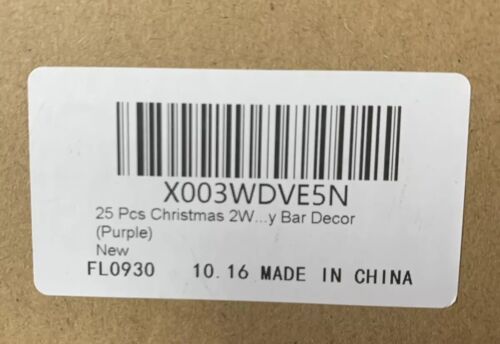 X003WDVE5N
25 Pcs Christmas 2W...y Bar Decor
(Purple)
New
FL0930 10.16 MADE IN CHINA